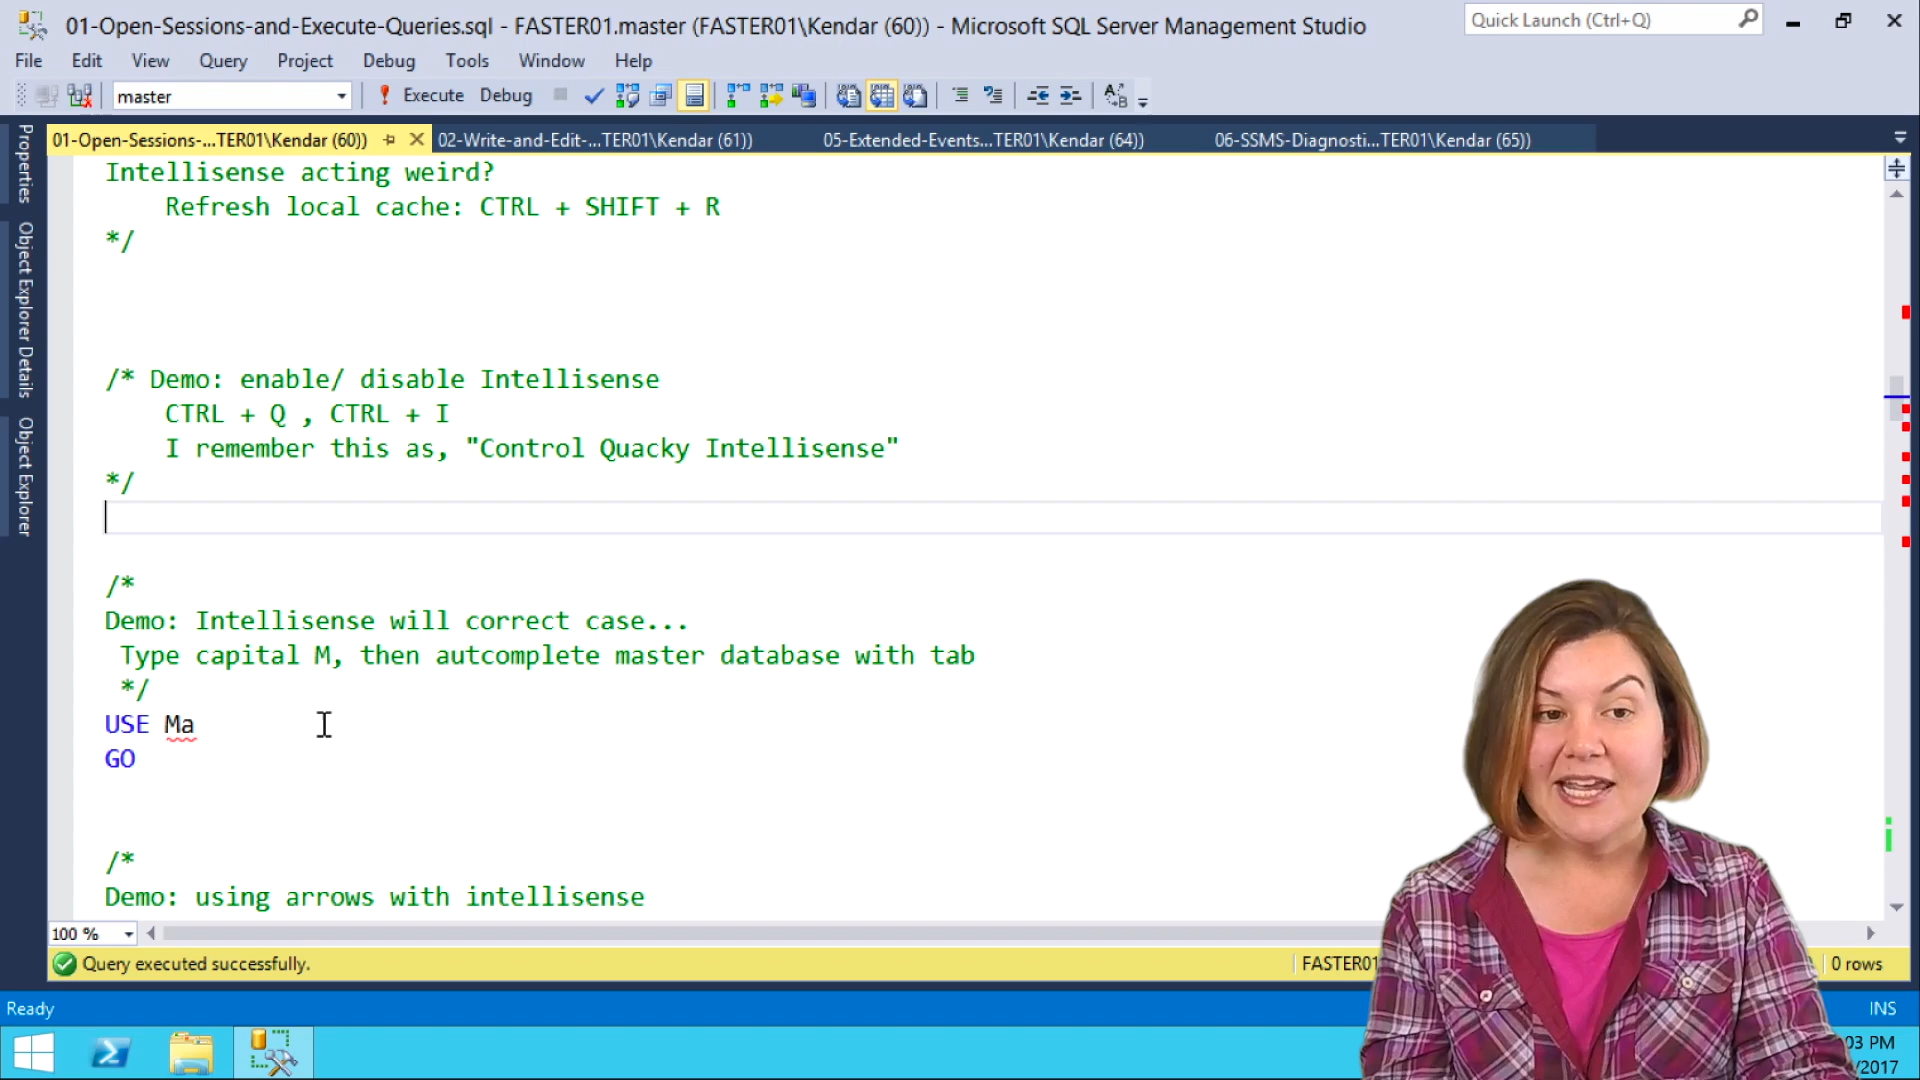 01-Open-Sessions-and-Execute-Queries.sql - FASTER01.master (FASTER01\Kendar (60)) - Microsoft SQL Server Management Studio
Quick Launch (Ctrl+Q)
File Edit View Query Project Debug Tools Window Help
master Execute Debug
01-Open-Sessions-...TER01\Kendar (60)) 02-Write-and-Edit-...TER01\Kendar (61)) 05-Extended-Events...TER01\Kendar (64)) 06-SSMS-Diagnosti...TER01\Kendar (65))
Properties
Object Explorer Details
Object Explorer
Intellisense acting weird?
Refresh local cache: CTRL + SHIFT + R
*/
/* Demo: enable/ disable Intellisense
CTRL + Q , CTRL + I
I remember this as, "Control Quacky Intellisense"
*/
/*
Demo: Intellisense will correct case...
Type capital M, then autcomplete master database with tab
*/
USE Ma
GO
/*
Demo: using arrows with intellisense
100 %
Query executed successfully. FASTER01 0 rows
Ready INS
03 PM
/2017